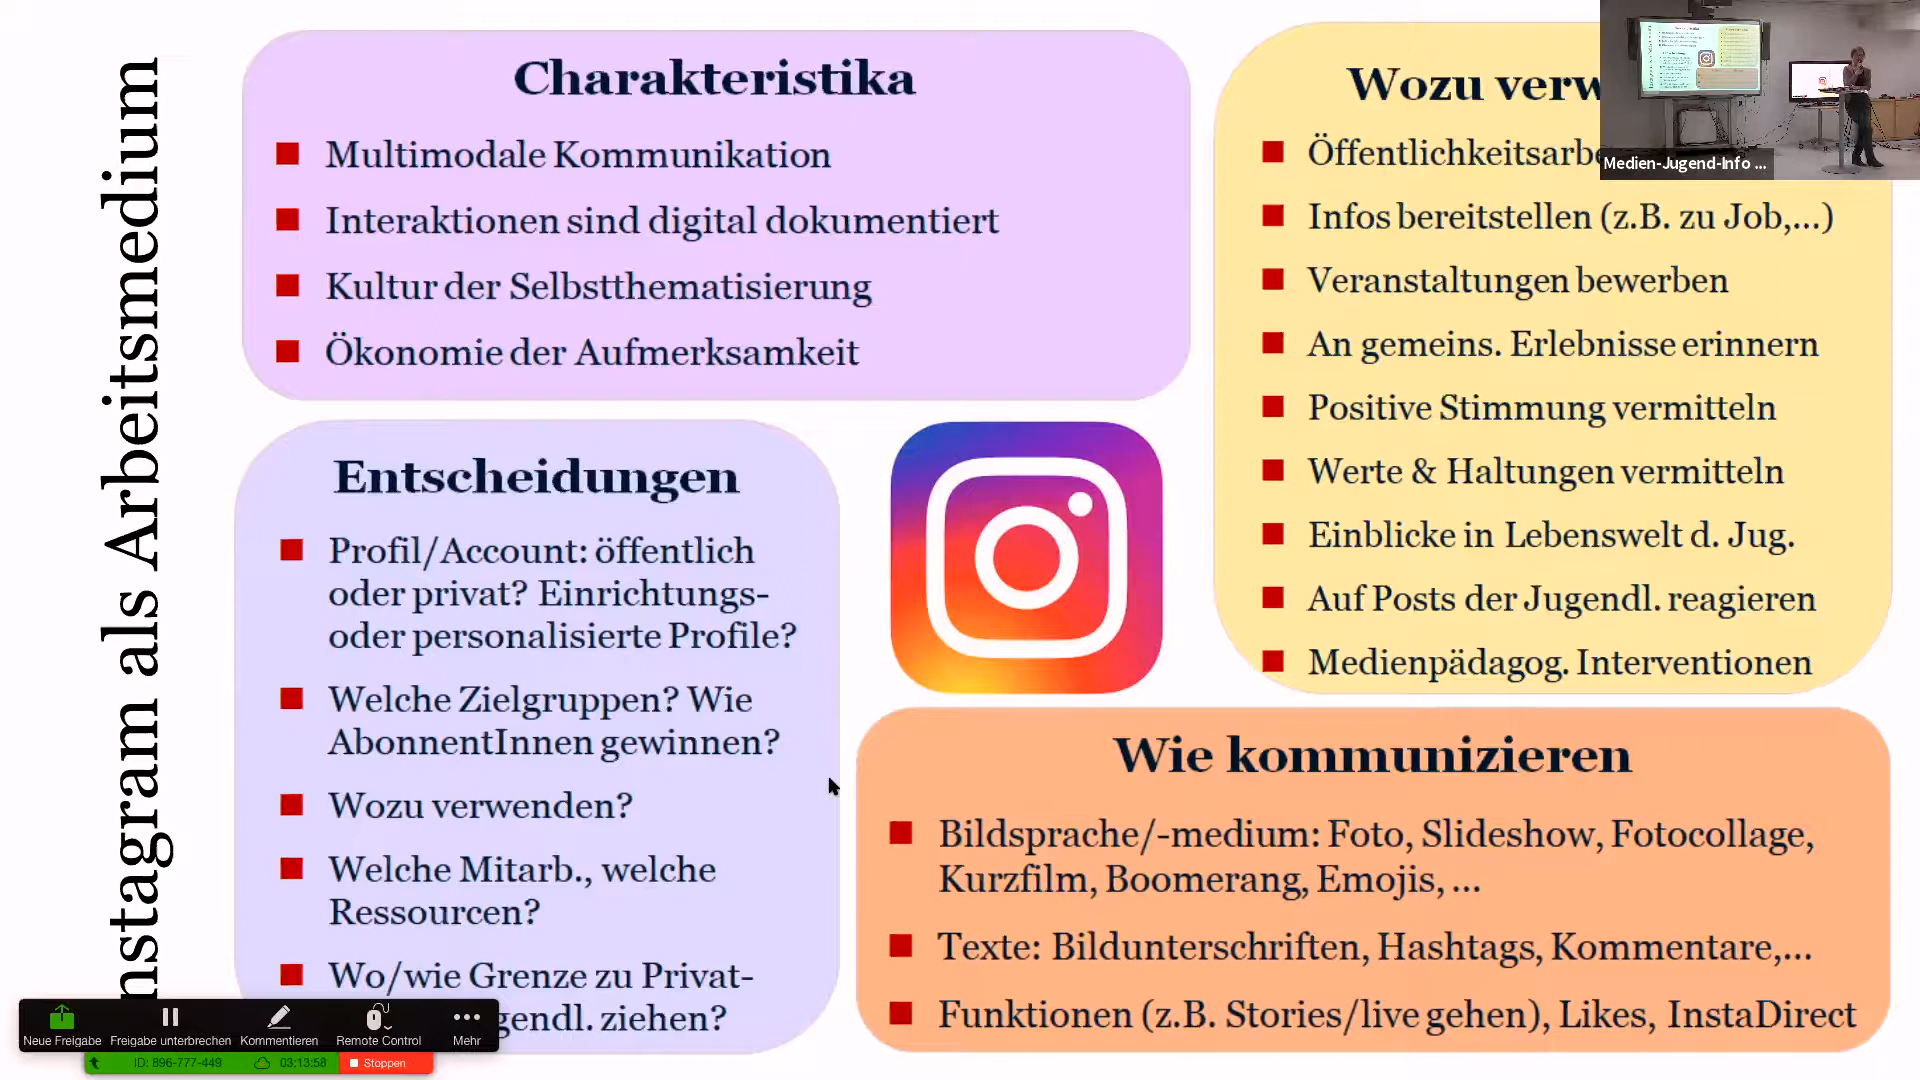 nstagram als Arbeitsmedium
Charakteristika
Multimodale Kommunikation
Interaktionen sind digital dokumentiert
Kultur der Selbstthematisierung
Ökonomie der Aufmerksamkeit
Entscheidungen
Profil/Account: öffentlich
oder privat? Einrichtungs-
oder personalisierte Profile?
Welche Zielgruppen? Wie
AbonnentInnen gewinnen?
Wozu verwenden?
Welche Mitarb., welche
Ressourcen?
Wo/wie Grenze zu Privat-
gendl. ziehen?
Wozu verw
Öffentlichkeitsarbe
Infos bereitstellen (z.B. zu Job,...)
Veranstaltungen bewerben
An gemeins. Erlebnisse erinnern
Positive Stimmung vermitteln
Werte & Haltungen vermitteln
Einblicke in Lebenswelt d. Jug.
Auf Posts der Jugendl. reagieren
Medienpädagog. Interventionen
Wie kommunizieren
Bildsprache/-medium: Foto, Slideshow, Fotocollage,
Kurzfilm, Boomerang, Emojis, ...
Texte: Bildunterschriften, Hashtags, Kommentare,...
Funktionen (z.B. Stories/live gehen), Likes, InstaDirect
Medien-Jugend-Info ...
Neue Freigabe Freigabe unterbrechen Kommentieren Remote Control Mehr
ID: 896-777-449 03:13:58 Stoppen